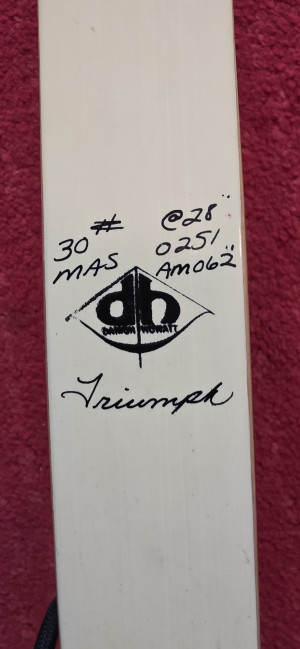 30# @28"
MAS 0251
AM062"
dh
DAMON HOWATT
Triumph